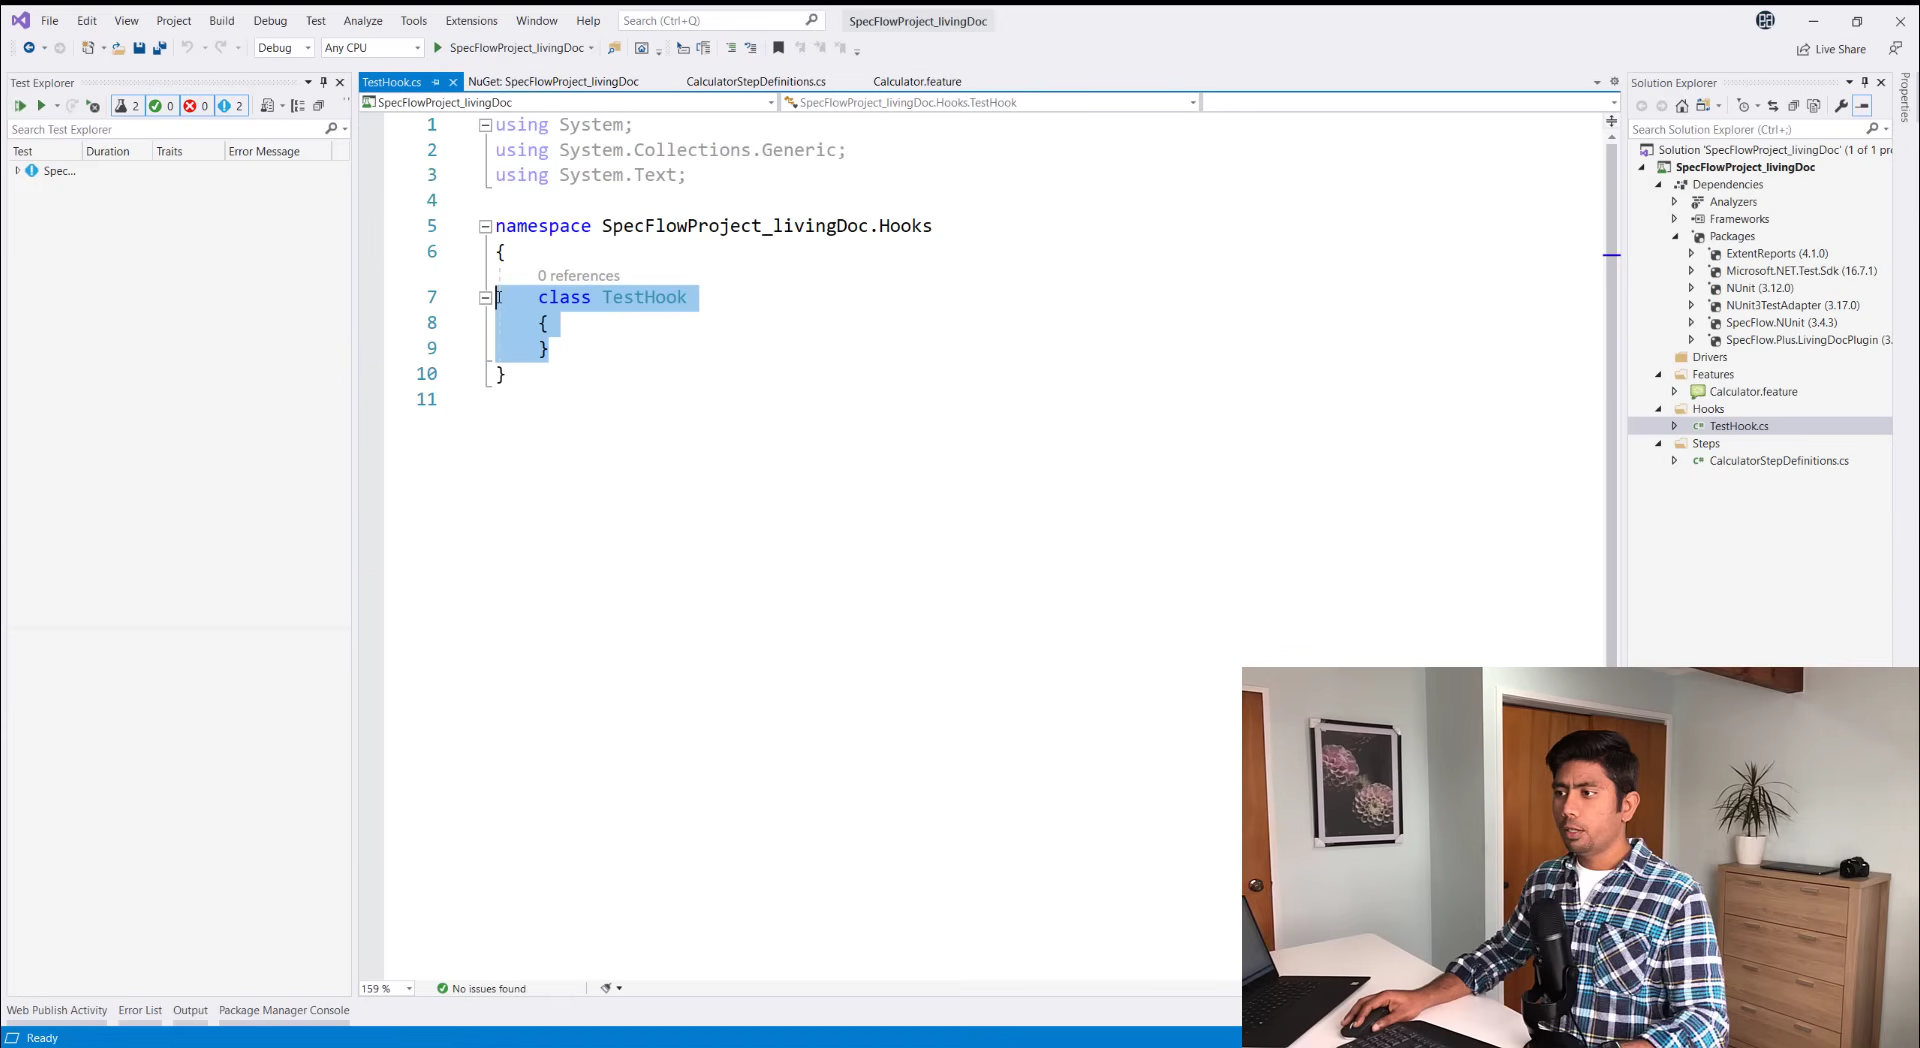 File Edit View Project Build Debug Test Analyze Tools Extensions Window Help Search (Ctrl+Q) SpecFlowProject_livingDoc
Debug Any CPU SpecFlowProject_livingDoc Live Share
Test Explorer
2 0 0 2
Search Test Explorer
Test Duration Traits Error Message
Spec...
TestHook.cs NuGet: SpecFlowProject_livingDoc CalculatorStepDefinitions.cs Calculator.feature
SpecFlowProject_livingDoc SpecFlowProject_livingDoc.Hooks.TestHook
1 using System;
2 using System.Collections.Generic;
3 using System.Text;
4
5 namespace SpecFlowProject_livingDoc.Hooks
6 {
0 references
7 class TestHook
8 {
9 }
10 }
11
159 % No issues found
Solution Explorer
Search Solution Explorer (Ctrl+;)
Solution 'SpecFlowProject_livingDoc' (1 of 1 pr
SpecFlowProject_livingDoc
Dependencies
Analyzers
Frameworks
Packages
ExtentReports (4.1.0)
Microsoft.NET.Test.Sdk (16.7.1)
NUnit (3.12.0)
NUnit3TestAdapter (3.17.0)
SpecFlow.NUnit (3.4.3)
SpecFlow.Plus.LivingDocPlugin (3.
Drivers
Features
Calculator.feature
Hooks
TestHook.cs
Steps
CalculatorStepDefinitions.cs
Properties
Web Publish Activity Error List Output Package Manager Console
Ready